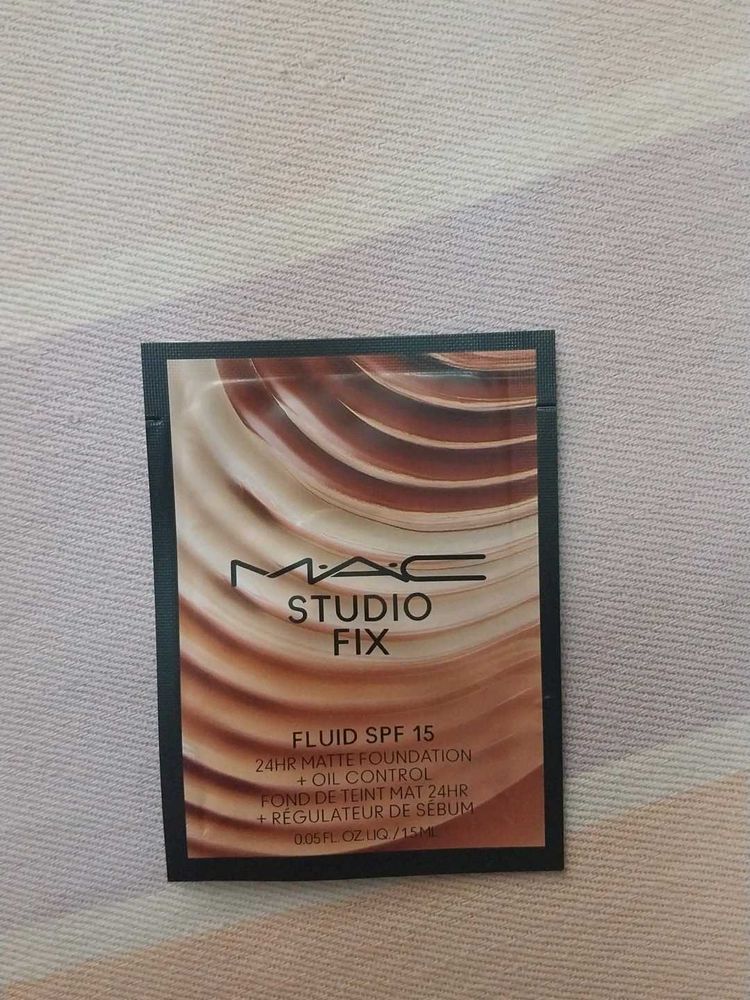 M·A·C
STUDIO
FIX
FLUID SPF 15
24HR MATTE FOUNDATION
+ OIL CONTROL
FOND DE TEINT MAT 24HR
+ RÉGULATEUR DE SÉBUM
0.05 FL. OZ. LIQ. / 1.5 ML